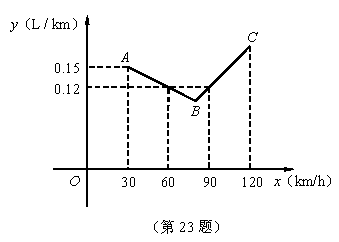 y (L / km)
C
A
0.15
0.12
B
O 30 60 90 120 x (km/h)
(第 23 题)